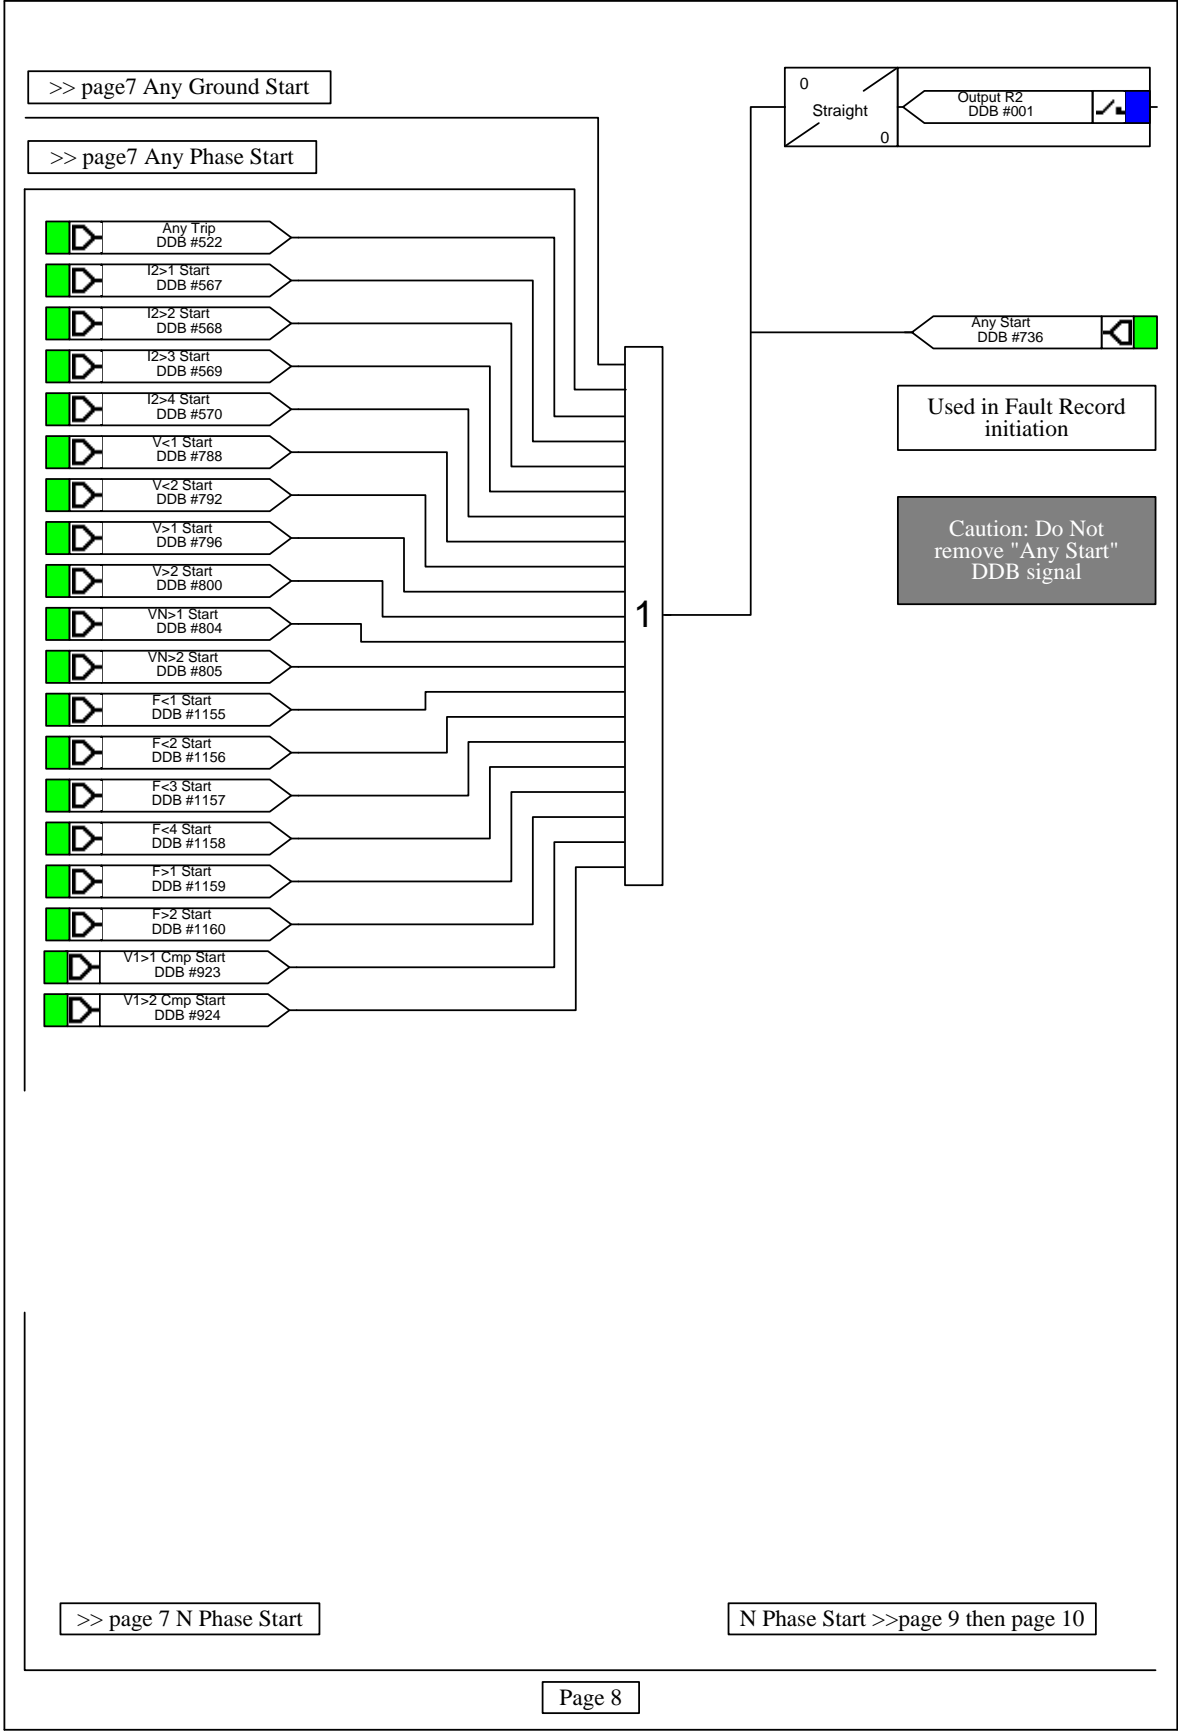 >> page7 Any Ground Start
>> page7 Any Phase Start
0
Straight
0
Output R2
DDB #001
Any Trip
DDB #522
I2>1 Start
DDB #567
I2>2 Start
DDB #568
I2>3 Start
DDB #569
I2>4 Start
DDB #570
V<1 Start
DDB #788
V<2 Start
DDB #792
V>1 Start
DDB #796
V>2 Start
DDB #800
VN>1 Start
DDB #804
VN>2 Start
DDB #805
F<1 Start
DDB #1155
F<2 Start
DDB #1156
F<3 Start
DDB #1157
F<4 Start
DDB #1158
F>1 Start
DDB #1159
F>2 Start
DDB #1160
V1>1 Cmp Start
DDB #923
V1>2 Cmp Start
DDB #924
1
Any Start
DDB #736
Used in Fault Record
initiation
Caution: Do Not
remove "Any Start"
DDB signal
>> page 7 N Phase Start
N Phase Start >>page 9 then page 10
Page 8